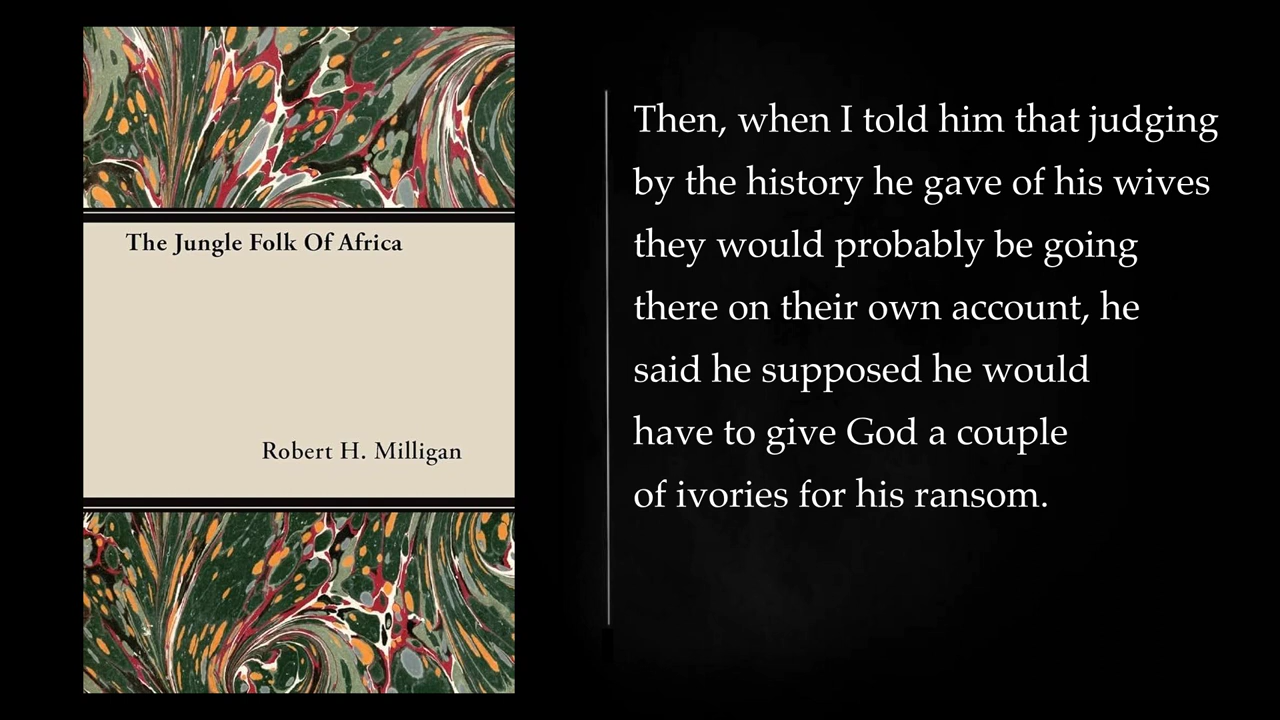 The Jungle Folk Of Africa
Robert H. Milligan
Then, when I told him that judging
by the history he gave of his wives
they would probably be going
there on their own account, he
said he supposed he would
have to give God a couple
of ivories for his ransom.